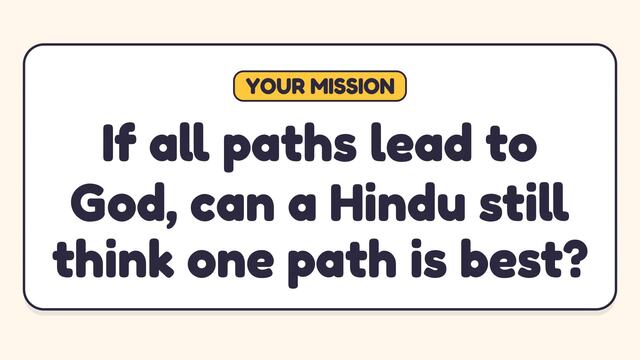 YOUR MISSION
If all paths lead to
God, can a Hindu still
think one path is best?